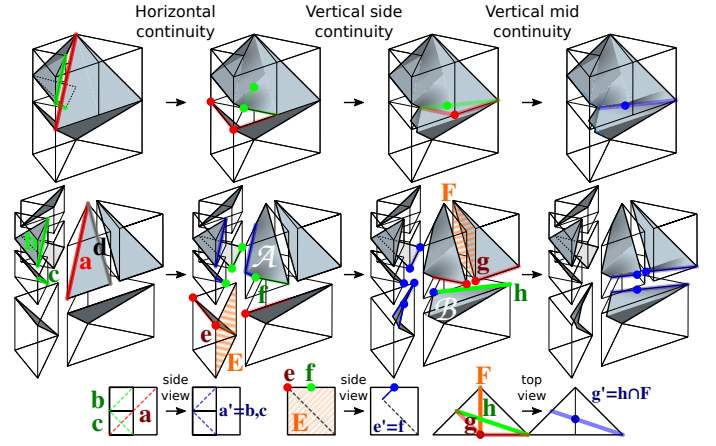 Horizontal continuity
Vertical side continuity
Vertical mid continuity
b
a
d
c
A
f
e
E
F
g
h
B
b
c
a
side view
a'=b,c
e
f
E
side view
e'=f
F
h
g
top view
g'=h∩F